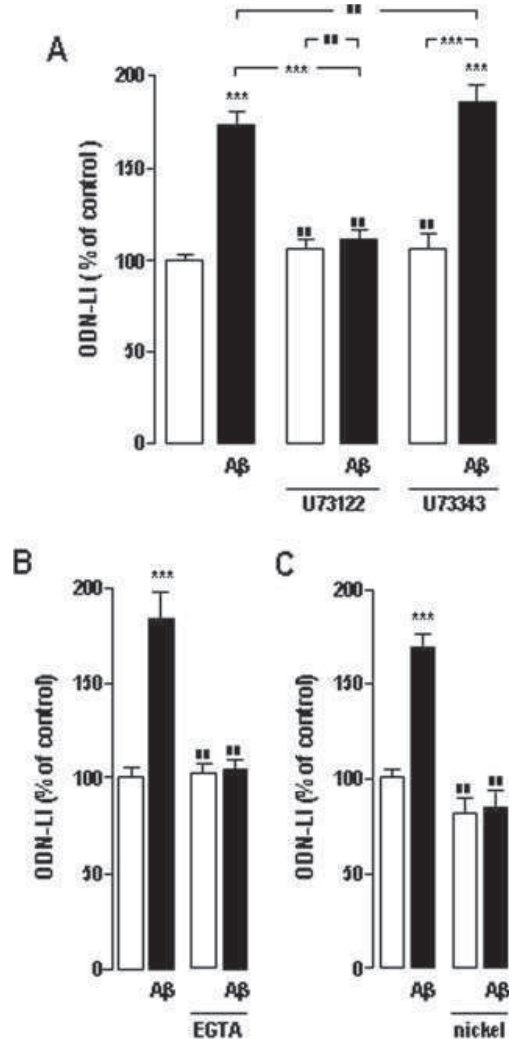 A
***
***
200
***
***
150
100
50
0
ODN-LI ( % of control)
Aβ
Aβ
Aβ
U73122
U73343
B
200
***
150
100
50
0
ODN-LI (% of control)
Aβ
Aβ
EGTA
C
200
***
150
100
50
0
ODN-LI (% of control)
Aβ
Aβ
nickel